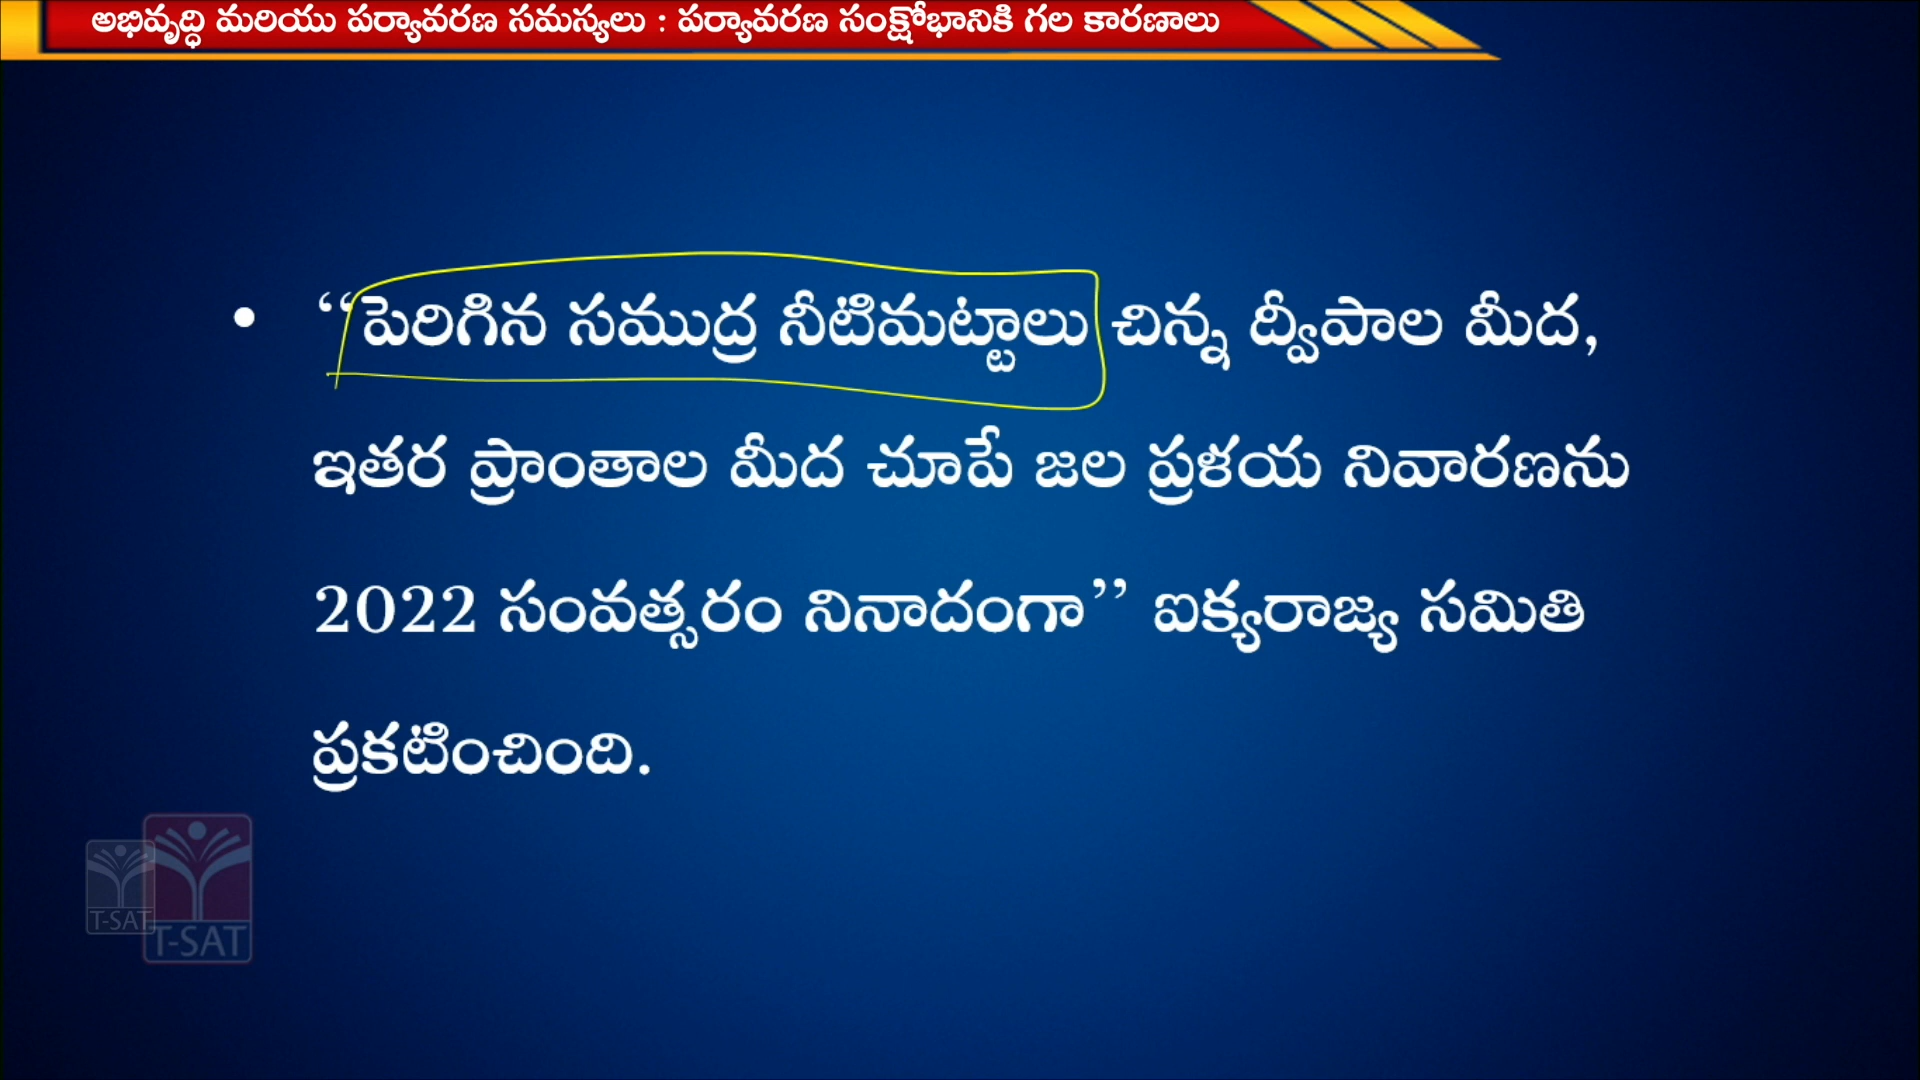 అభివృద్ధి మరియు పర్యావరణ సమస్యలు : పర్యావరణ సంక్షోభానికి గల కారణాలు
• ‘‘పెరిగిన సముద్ర నీటిమట్టాలు చిన్న ద్వీపాల మీద,
ఇతర ప్రాంతాల మీద చూపే జల ప్రళయ నివారణను
2022 సంవత్సరం నినాదంగా’’ ఐక్యరాజ్య సమితి
ప్రకటించింది.
T-SAT
T-SAT